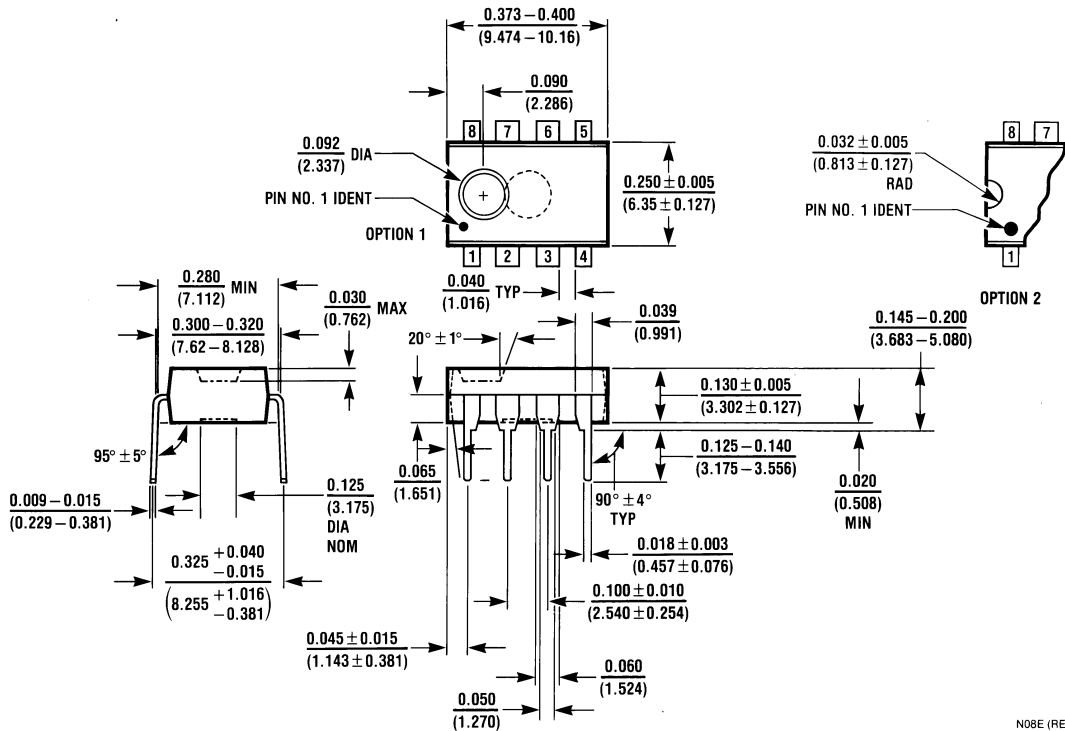 0.373 – 0.400
(9.474 – 10.16)
0.090
(2.286)
8 7 6 5
0.092
(2.337)
DIA
PIN NO. 1 IDENT
OPTION 1
0.250 ± 0.005
(6.35 ± 0.127)
1 2 3 4
8 7
0.032 ± 0.005
(0.813 ± 0.127)
RAD
PIN NO. 1 IDENT
1
OPTION 2
0.280
(7.112)
MIN
0.300 – 0.320
(7.62 – 8.128)
0.030
(0.762)
MAX
0.040
(1.016)
TYP
20° ± 1°
0.039
(0.991)
0.145 – 0.200
(3.683 – 5.080)
0.130 ± 0.005
(3.302 ± 0.127)
0.125 – 0.140
(3.175 – 3.556)
0.020
(0.508)
MIN
95° ± 5°
0.009 – 0.015
(0.229 – 0.381)
0.125
(3.175)
DIA
NOM
0.065
(1.651)
90° ± 4°
TYP
0.018 ± 0.003
(0.457 ± 0.076)
0.325 + 0.040
– 0.015
(8.255 + 1.016
– 0.381)
0.100 ± 0.010
(2.540 ± 0.254)
0.045 ± 0.015
(1.143 ± 0.381)
0.060
(1.524)
0.050
(1.270)
N08E (RE